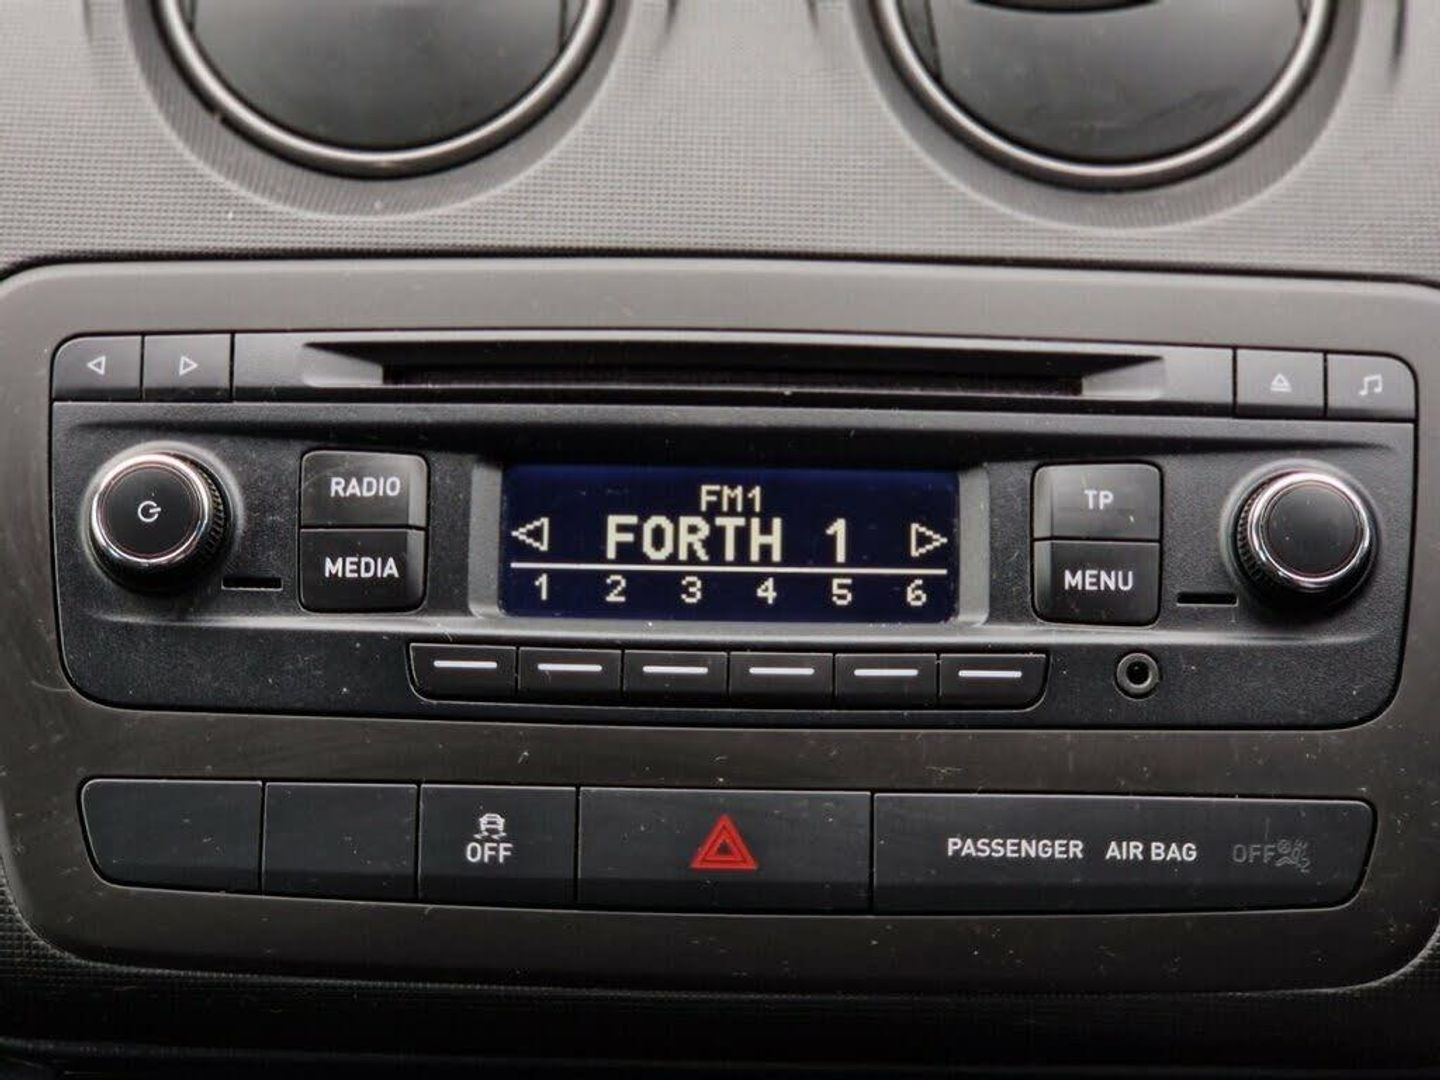 RADIO
MEDIA
FM1
FORTH 1
1 2 3 4 5 6
TP
MENU
OFF
PASSENGER AIR BAG OFF